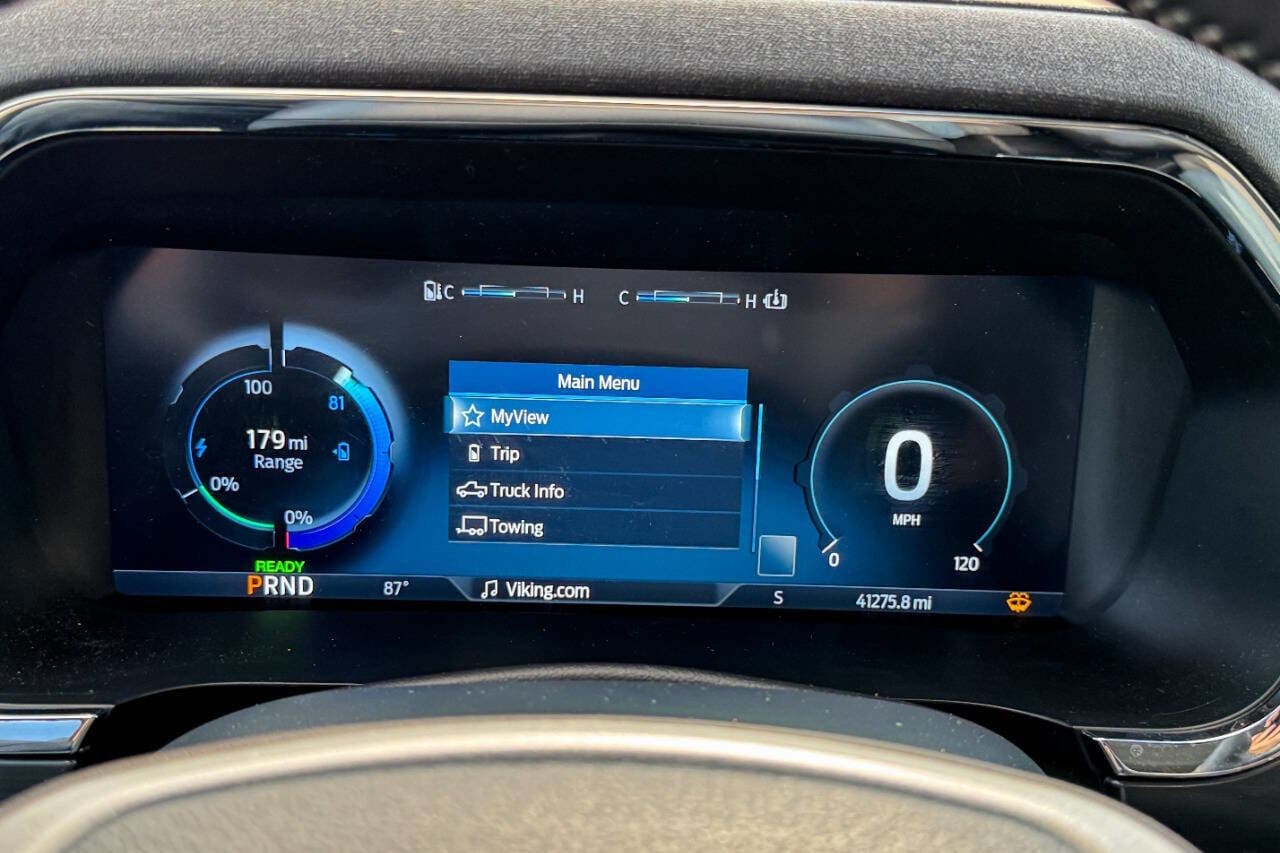 C H C H
Main Menu
MyView
Trip
Truck Info
Towing
100 81
179 mi
Range
0% 0%
READY
PRND
87°
Viking.com
S
41275.8 mi
0
MPH
0 120